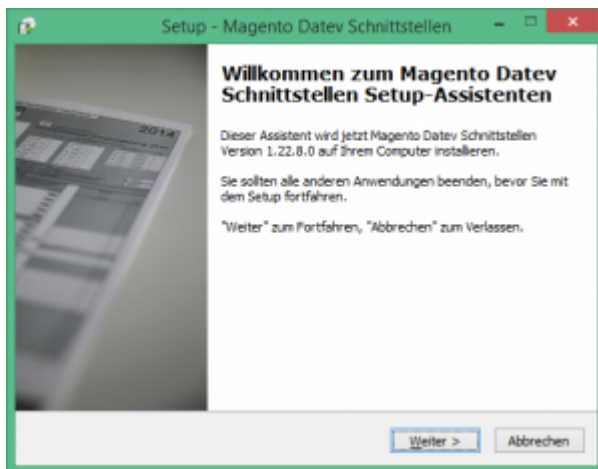 Setup - Magento Datev Schnittstellen
2014
Willkommen zum Magento Datev
Schnittstellen Setup-Assistenten
Dieser Assistent wird jetzt Magento Datev Schnittstellen
Version 1.22.8.0 auf Ihrem Computer installieren.
Sie sollten alle anderen Anwendungen beenden, bevor Sie mit
dem Setup fortfahren.
"Weiter" zum Fortfahren, "Abbrechen" zum Verlassen.
Weiter >
Abbrechen